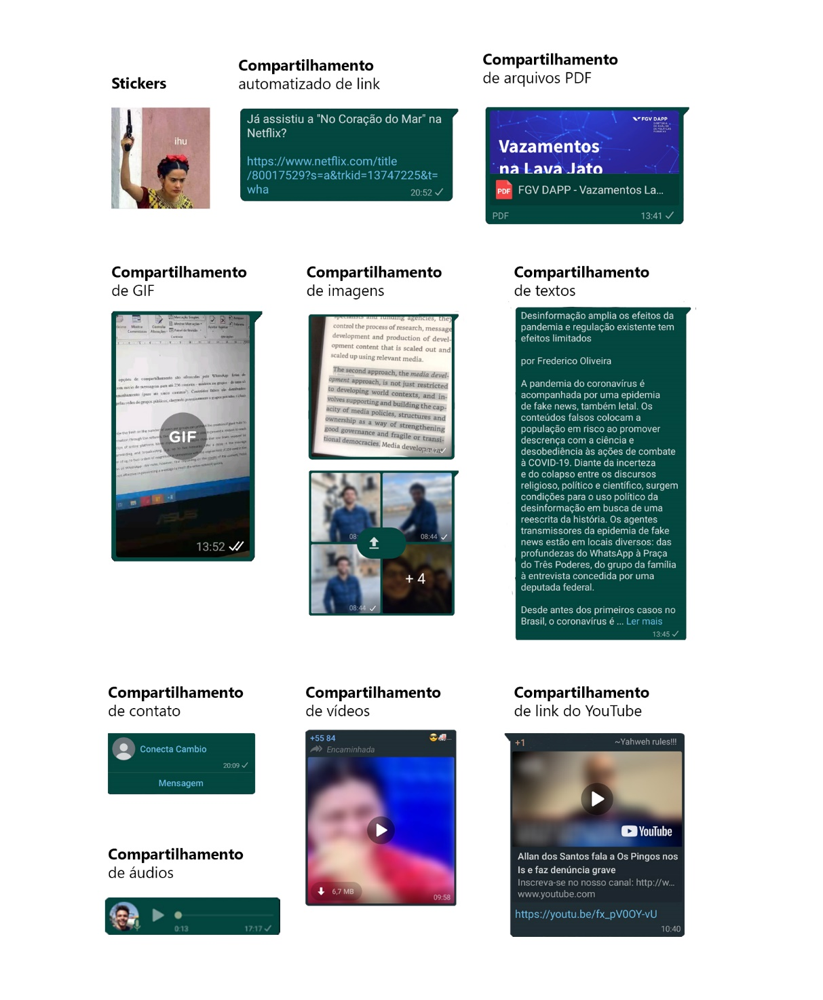 Stickers
ihu
Compartilhamento
automatizado de link
Já assistiu a "No Coração do Mar" na
Netflix?
https://www.netflix.com/title
/80017529?s=a&trkid=13747225&t=
wha
20:52
Compartilhamento
de arquivos PDF
FGV DAPP
Vazamentos
na Lava Jato
PDF
FGV DAPP - Vazamentos La...
PDF
13:41
Compartilhamento
de GIF
GIF
ASUS
13:52
Compartilhamento
de imagens
specialists and funding agencies, they
control the process of research, message
development and production of devel-
opment content that is scaled out and
scaled up using relevant media.
The second approach, the media devel-
opment approach, is not just restricted
to developing world contexts, and in-
volves supporting and building the cap-
acity of media policies, structures and
ownership as a way of strengthening
good governance and fragile or transi-
tional democracies. Media
08:44
08:44
+ 4
Compartilhamento
de textos
Desinformação amplia os efeitos da
pandemia e regulação existente tem
efeitos limitados
por Frederico Oliveira
A pandemia do coronavírus é
acompanhada por uma epidemia
de fake news, também letal. Os
conteúdos falsos colocam a
população em risco ao promover
descrença com a ciência e
desobediência às ações de combate
à COVID-19. Diante da incerteza
e do colapso entre os discursos
religioso, político e científico, surgem
condições para o uso político da
desinformação em busca de uma
reescrita da história. Os agentes
transmissores da epidemia de fake
news estão em locais diversos: das
profundezas do WhatsApp à Praça
do Três Poderes, do grupo da família
à entrevista concedida por uma
deputada federal.
Desde antes dos primeiros casos no
Brasil, o coronavírus é ... Ler mais
13:45
Compartilhamento
de contato
Conecta Cambio
20:09
Mensagem
Compartilhamento
de áudios
0:13
17:17
Compartilhamento
de vídeos
+55 84
Encaminhada
6,7 MB
09:58
Compartilhamento
de link do YouTube
+1
~Yahweh rules!!!
YouTube
Allan dos Santos fala a Os Pingos nos
Is e faz denúncia grave
Inscreva-se no nosso canal: http://w...
www.youtube.com
https://youtu.be/fx_pV0OY-vU
10:40